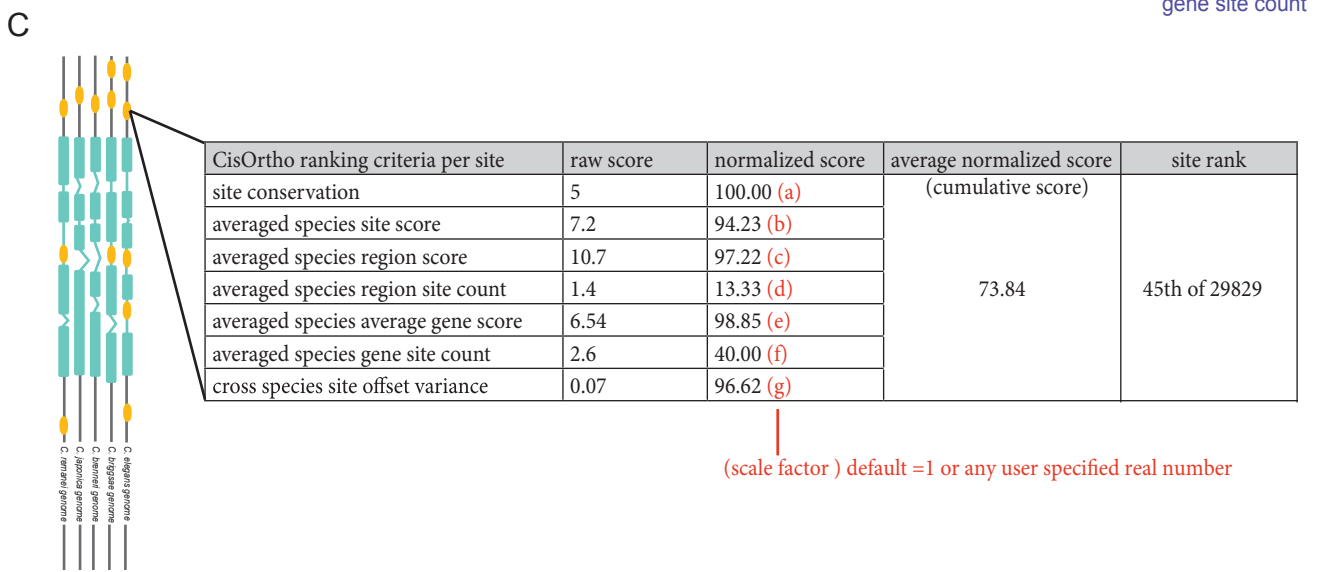 gene site count
C
CisOrtho ranking criteria per site raw score normalized score average normalized score site rank
(cumulative score)
site conservation 5 100.00 (a)
averaged species site score 7.2 94.23 (b)
averaged species region score 10.7 97.22 (c)
averaged species region site count 1.4 13.33 (d) 73.84 45th of 29829
averaged species average gene score 6.54 98.85 (e)
averaged species gene site count 2.6 40.00 (f)
cross species site offset variance 0.07 96.62 (g)
(scale factor ) default =1 or any user specified real number
C. remanei genome
C. japonica genome
C. brenneri genome
C. briggsae genome
C. elegans genome